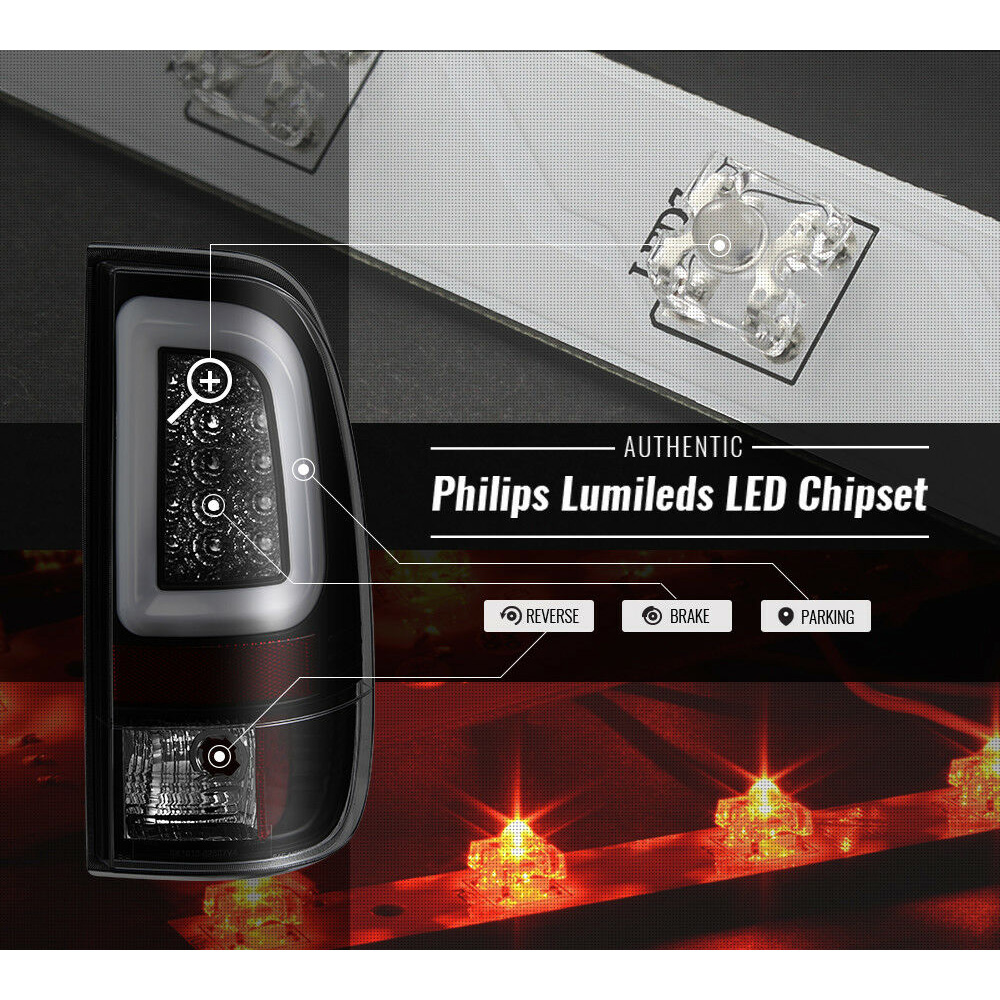 AUTHENTIC
Philips Lumileds LED Chipset
REVERSE
BRAKE
PARKING